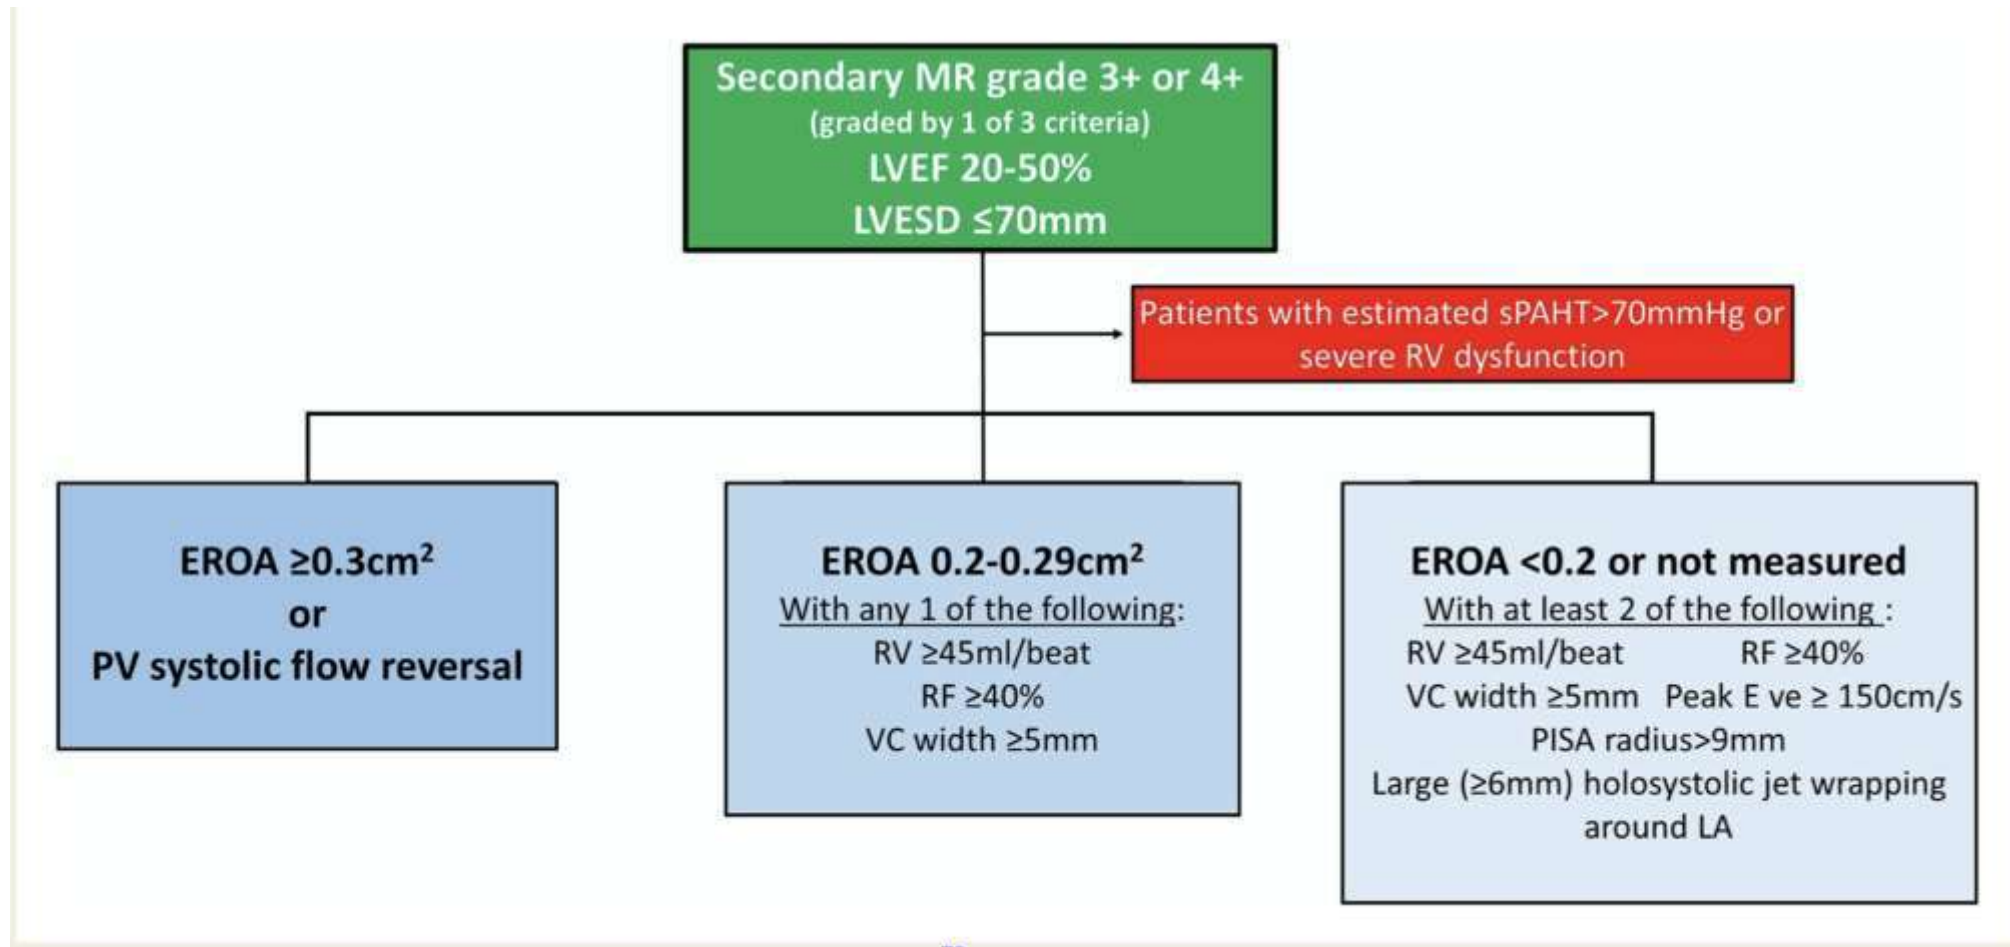 Secondary MR grade 3+ or 4+
(graded by 1 of 3 criteria)
LVEF 20-50%
LVESD ≤70mm
Patients with estimated sPAHT>70mmHg or
severe RV dysfunction
EROA ≥0.3cm²
or
PV systolic flow reversal
EROA 0.2-0.29cm²
With any 1 of the following:
RV ≥45ml/beat
RF ≥40%
VC width ≥5mm
EROA <0.2 or not measured
With at least 2 of the following :
RV ≥45ml/beat RF ≥40%
VC width ≥5mm Peak E ve ≥ 150cm/s
PISA radius>9mm
Large (≥6mm) holosystolic jet wrapping
around LA